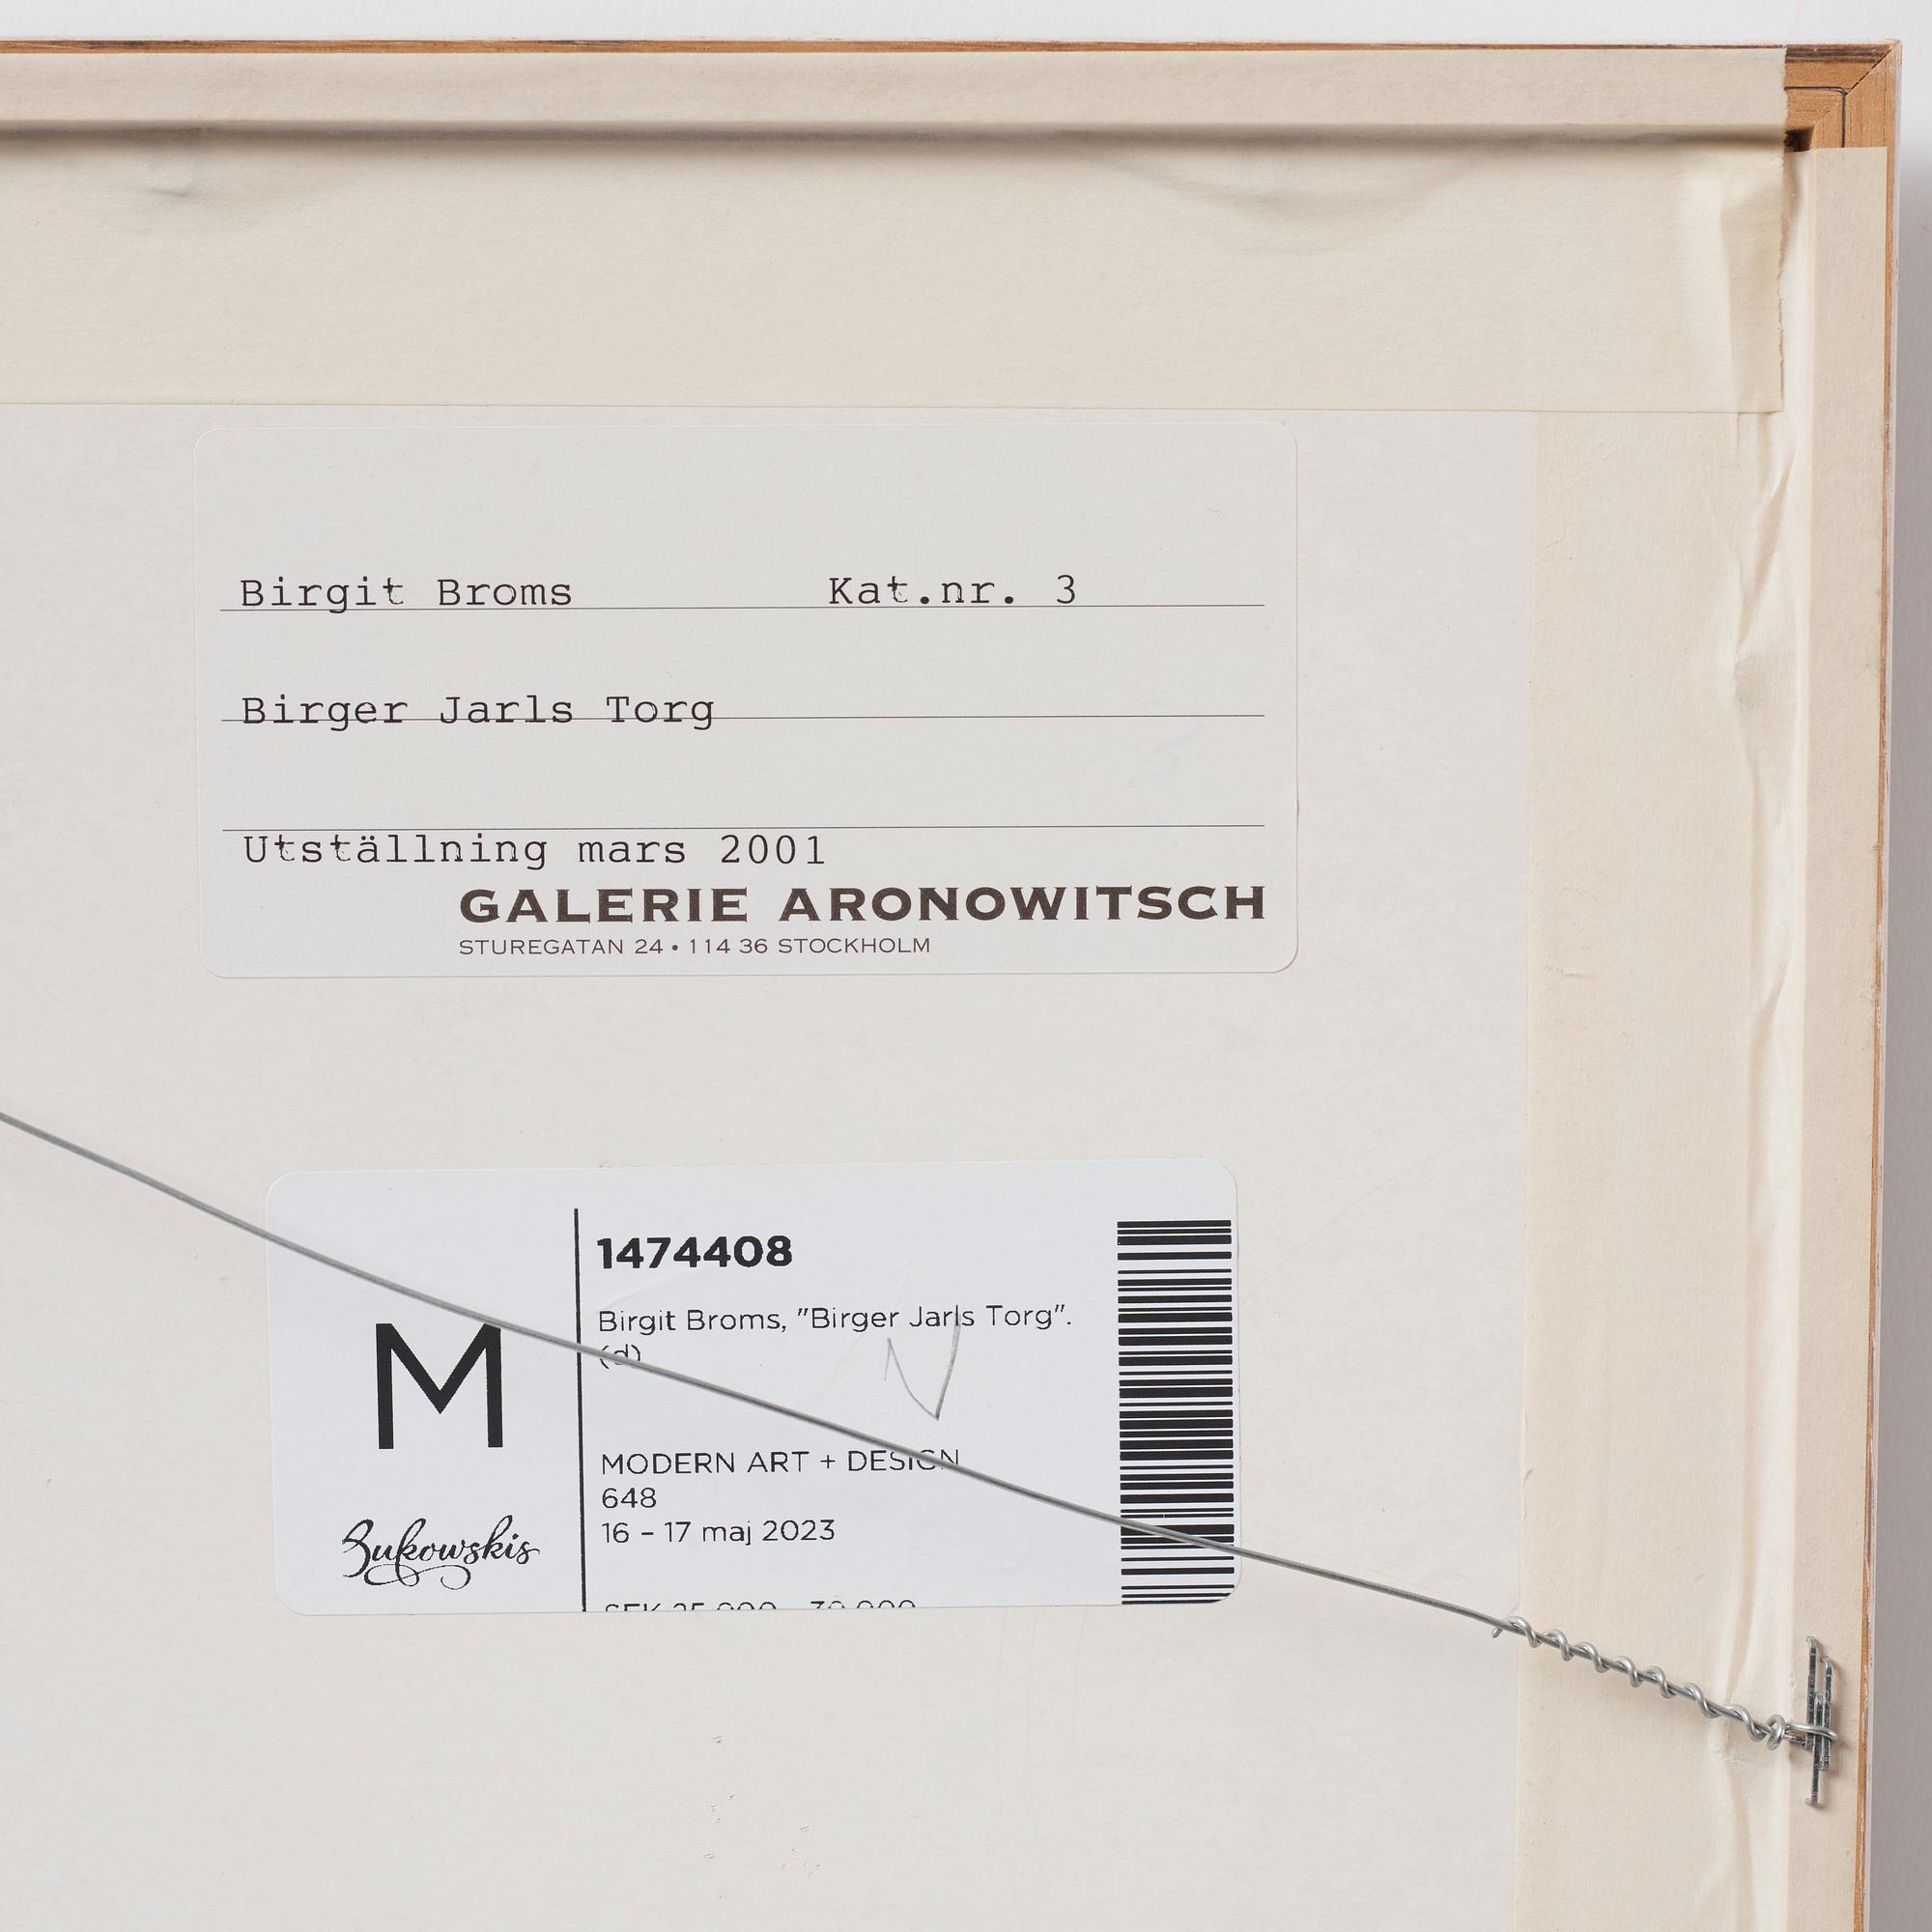 Birgit Broms Kat.nr. 3
Birger Jarls Torg
Utställning mars 2001
GALERIE ARONOWITSCH
STUREGATAN 24 • 114 36 STOCKHOLM
M
Bukowskis
1474408
Birgit Broms, "Birger Jarls Torg".
(d)
MODERN ART + DESIGN
648
16 – 17 maj 2023
SEK